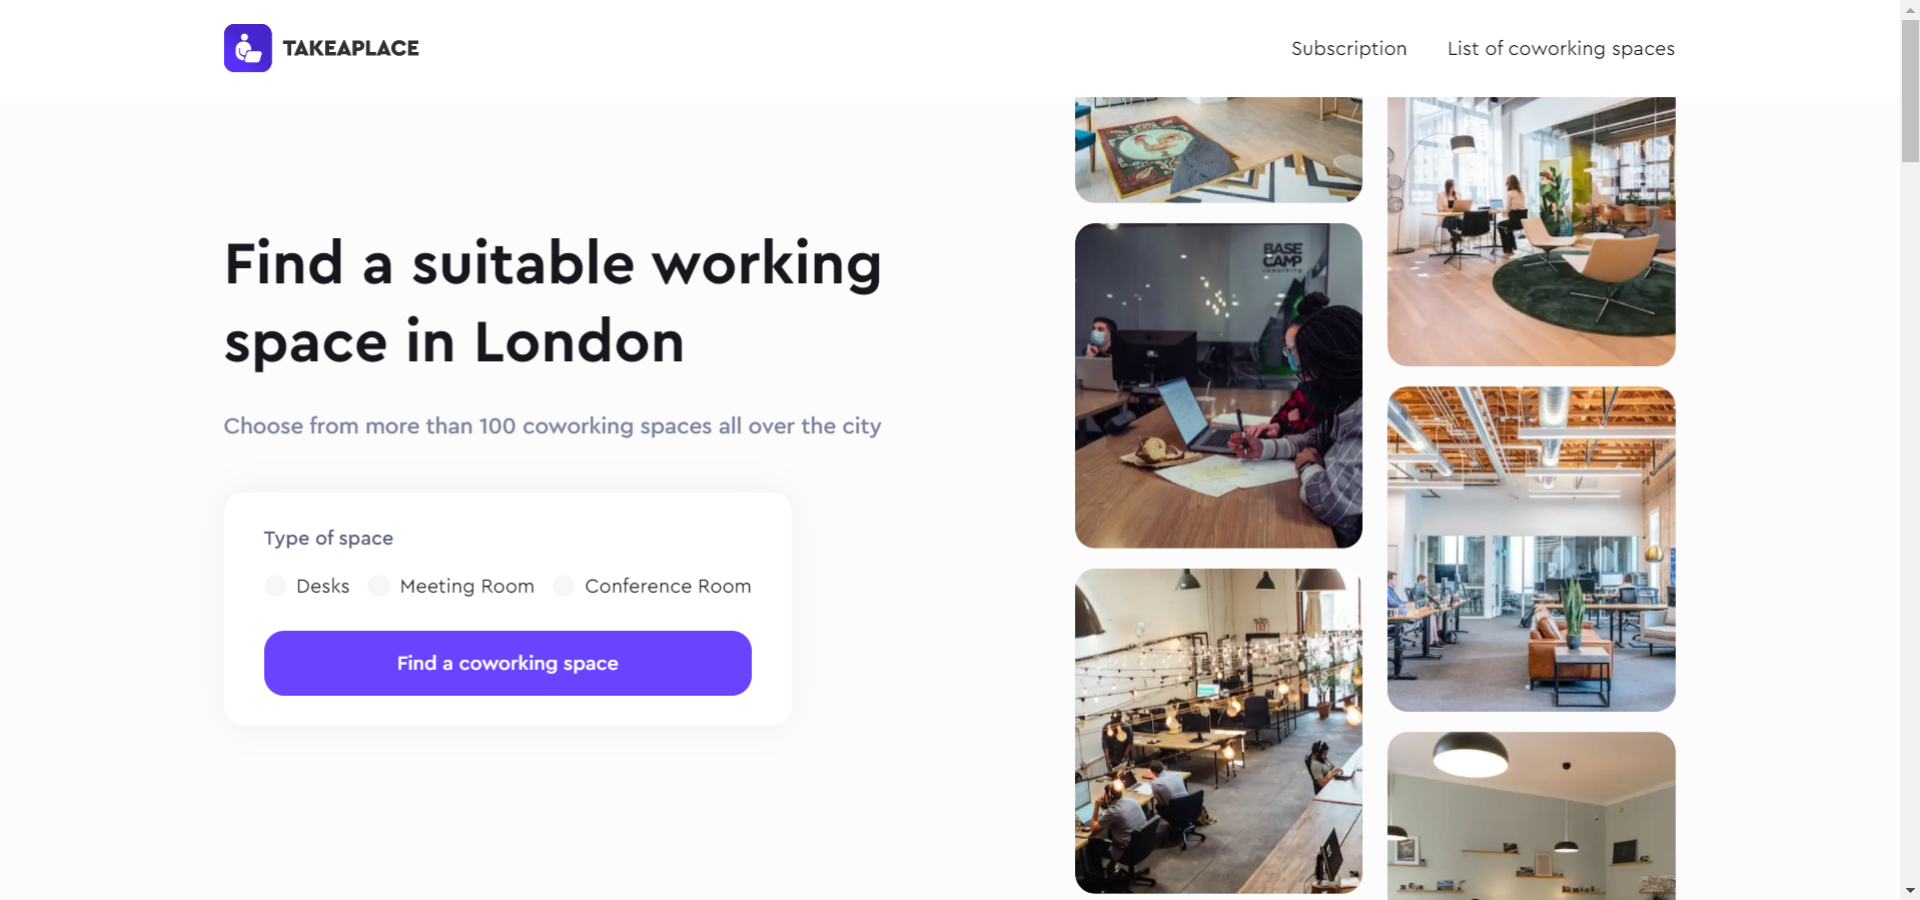 TAKEAPLACE
Subscription
List of coworking spaces
Find a suitable working
space in London
Choose from more than 100 coworking spaces all over the city
Type of space
Desks
Meeting Room
Conference Room
Find a coworking space
BASE
CAMP
coworking